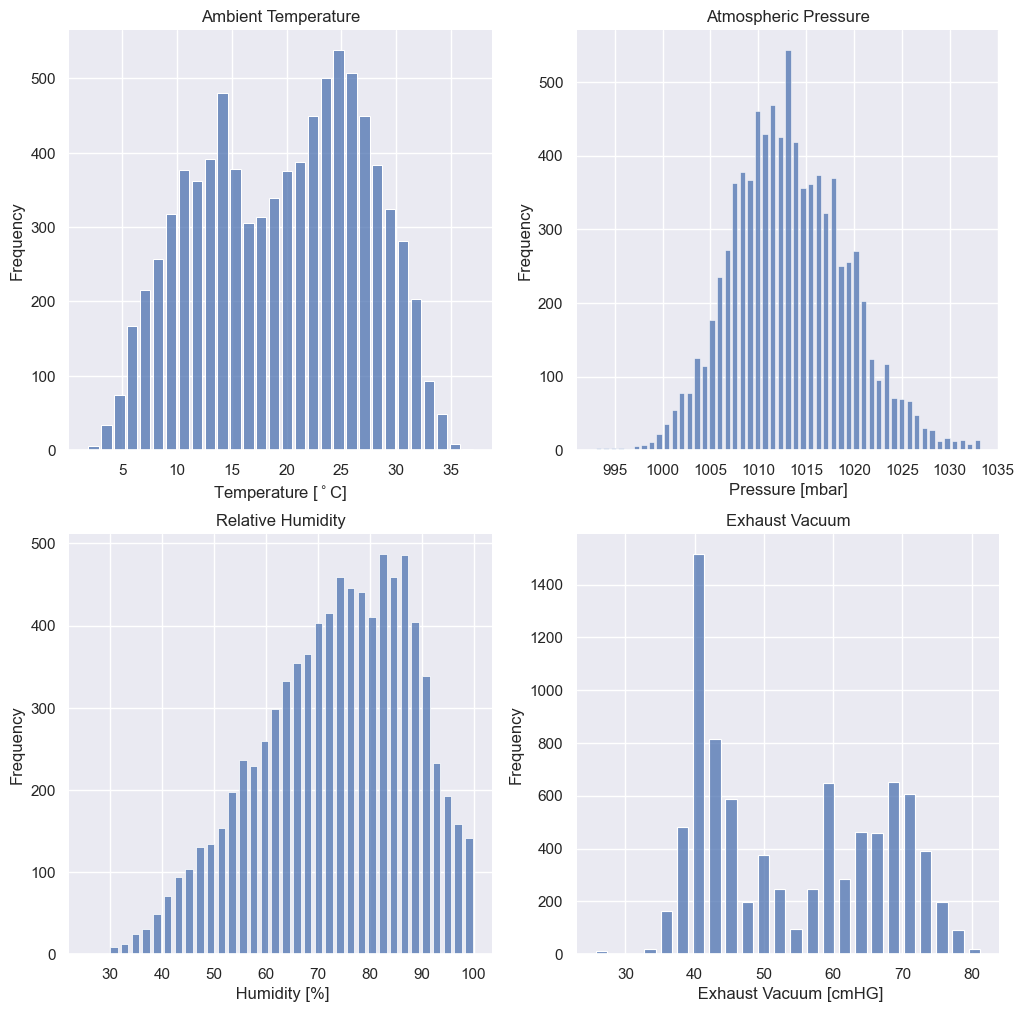 Ambient Temperature
500
400
300
200
100
0
Frequency
5 10 15 20 25 30 35
Temperature [°C]
Atmospheric Pressure
500
400
300
200
100
0
Frequency
995 1000 1005 1010 1015 1020 1025 1030 1035
Pressure [mbar]
Relative Humidity
500
400
300
200
100
0
Frequency
30 40 50 60 70 80 90 100
Humidity [%]
Exhaust Vacuum
1400
1200
1000
800
600
400
200
0
Frequency
30 40 50 60 70 80
Exhaust Vacuum [cmHG]